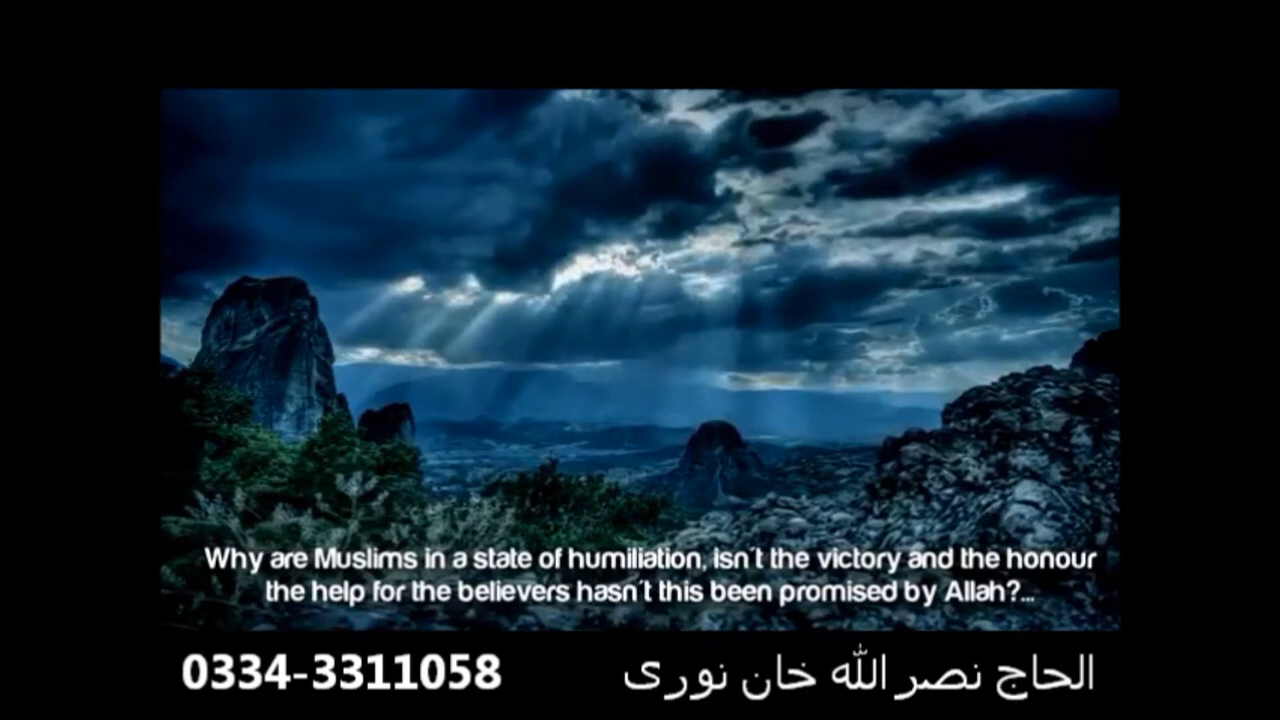 Why are Muslims in a state of humiliation, isn't the victory and the honour
the help for the believers hasn't this been promised by Allah?...
0334-3311058 الحاج نصر الله خان نوری